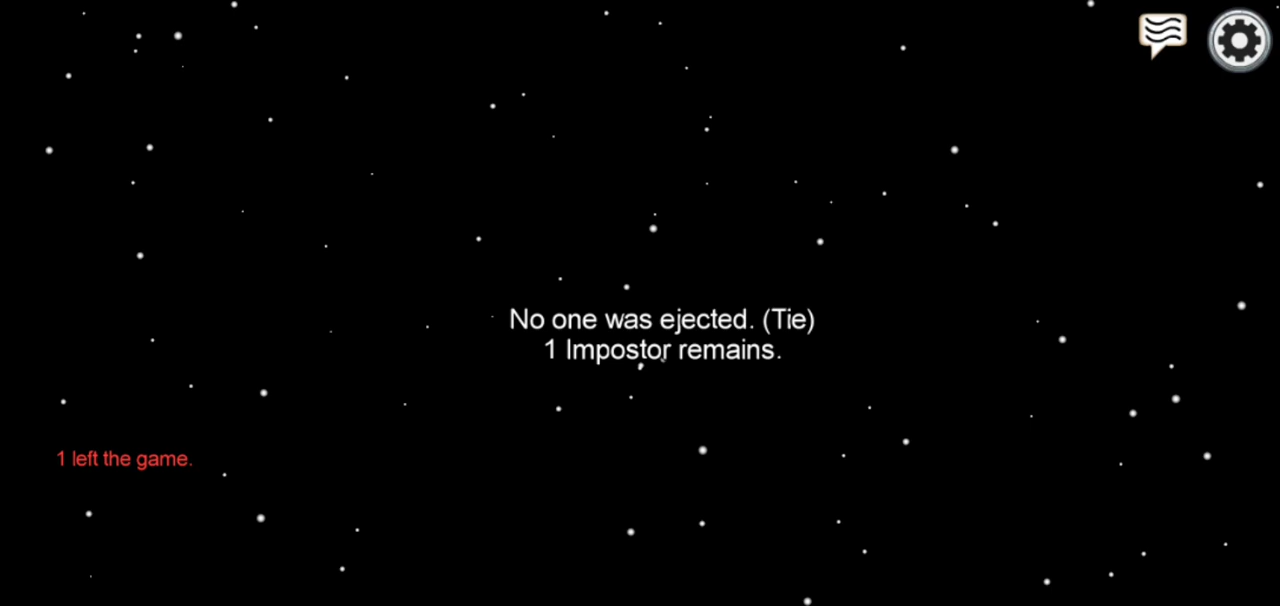 No one was ejected. (Tie)
1 Impostor remains.
1 left the game.